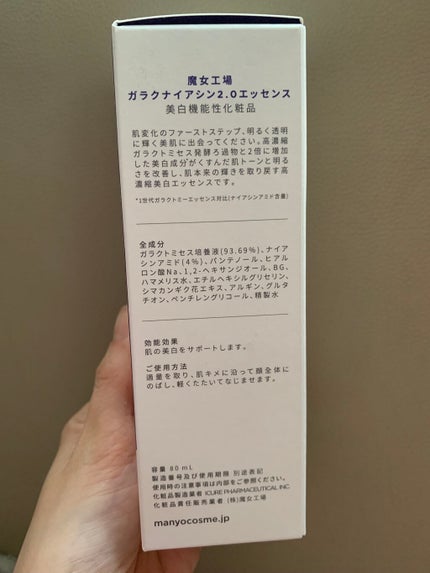 魔女工場
ガラクナイアシン2.0エッセンス
美白機能性化粧品
肌変化のファーストステップ、明るく透明
に輝く美肌に出会ってください。高濃縮
ガラクトミセス発酵ろ過物と2倍に増加
した美白成分*がくすんだ肌トーンと明る
さを改善し、肌本来の輝きを取り戻す高
濃縮美白エッセンスです。
*1世代ガラクトミーエッセンス対比(ナイアシンアミド含量)
全成分
ガラクトミセス培養液(93.69%)、ナイア
シンアミド(4%)、パンテノール、ヒアル
ロン酸Na、1,2-ヘキサンジオール、BG、
ハマメリス水、エチルヘキシルグリセリン、
シマカンギク花エキス、アルギン、グルタ
チオン、ペンチレングリコール、精製水
効能効果
肌の美白をサポートします。
ご使用方法
適量を取り、肌キメに沿って顔全体に
のばし、軽くたたいてなじませます。
容量 80 mL
製造番号及び使用期限 別途表記
使用時の注意事項は内部をご参照ください。
化粧品製造業者 ICURE PHARMACEUTICAL INC.
化粧品責任販売業者 (株)魔女工場
manyocosme.jp